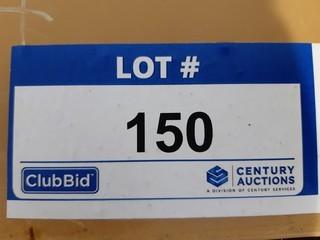 LOT #
150
ClubBid
CENTURY
AUCTIONS
A DIVISION OF CENTURY SERVICES